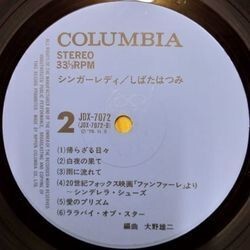 COLUMBIA
STEREO
33⅓RPM
シンガーレディ/しばたはつみ
2
JDX-7072
(JDX-7072-B)
1) 帰らざる日々
2) 白夜の果て
3) 雨に流れて
4) 20世紀フォックス映画「ファンファーレ」より
—シンデレラ・シューズ
5) 愛のプリズム
6) ララバイ・オブ・スター
編曲 大野雄二